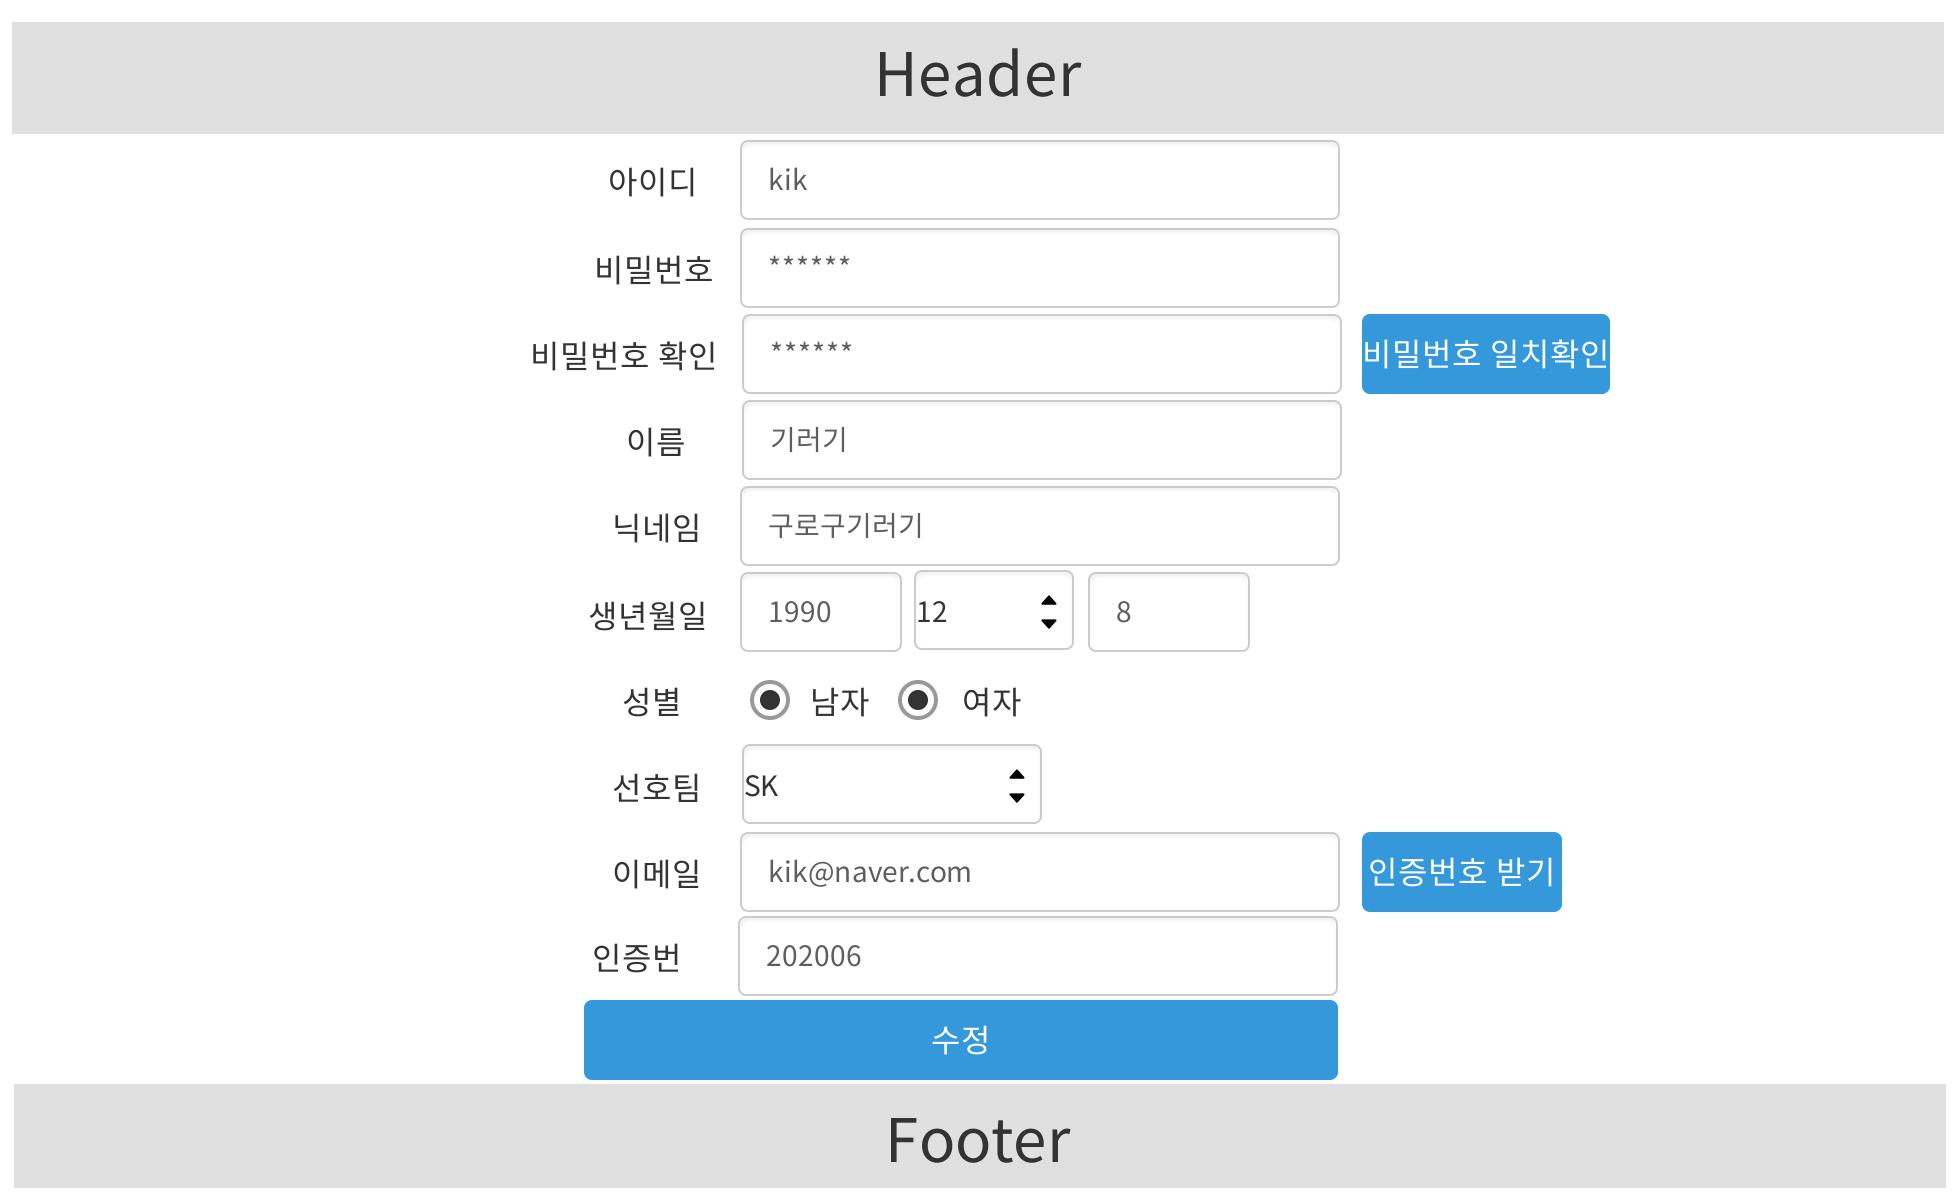 Header
아이디 kik
비밀번호 ******
비밀번호 확인 ****** 비밀번호 일치확인
이름 기러기
닉네임 구로구기러기
생년월일 1990 12 8
성별 남자 여자
선호팀 SK
이메일 kik@naver.com 인증번호 받기
인증번 202006
수정
Footer